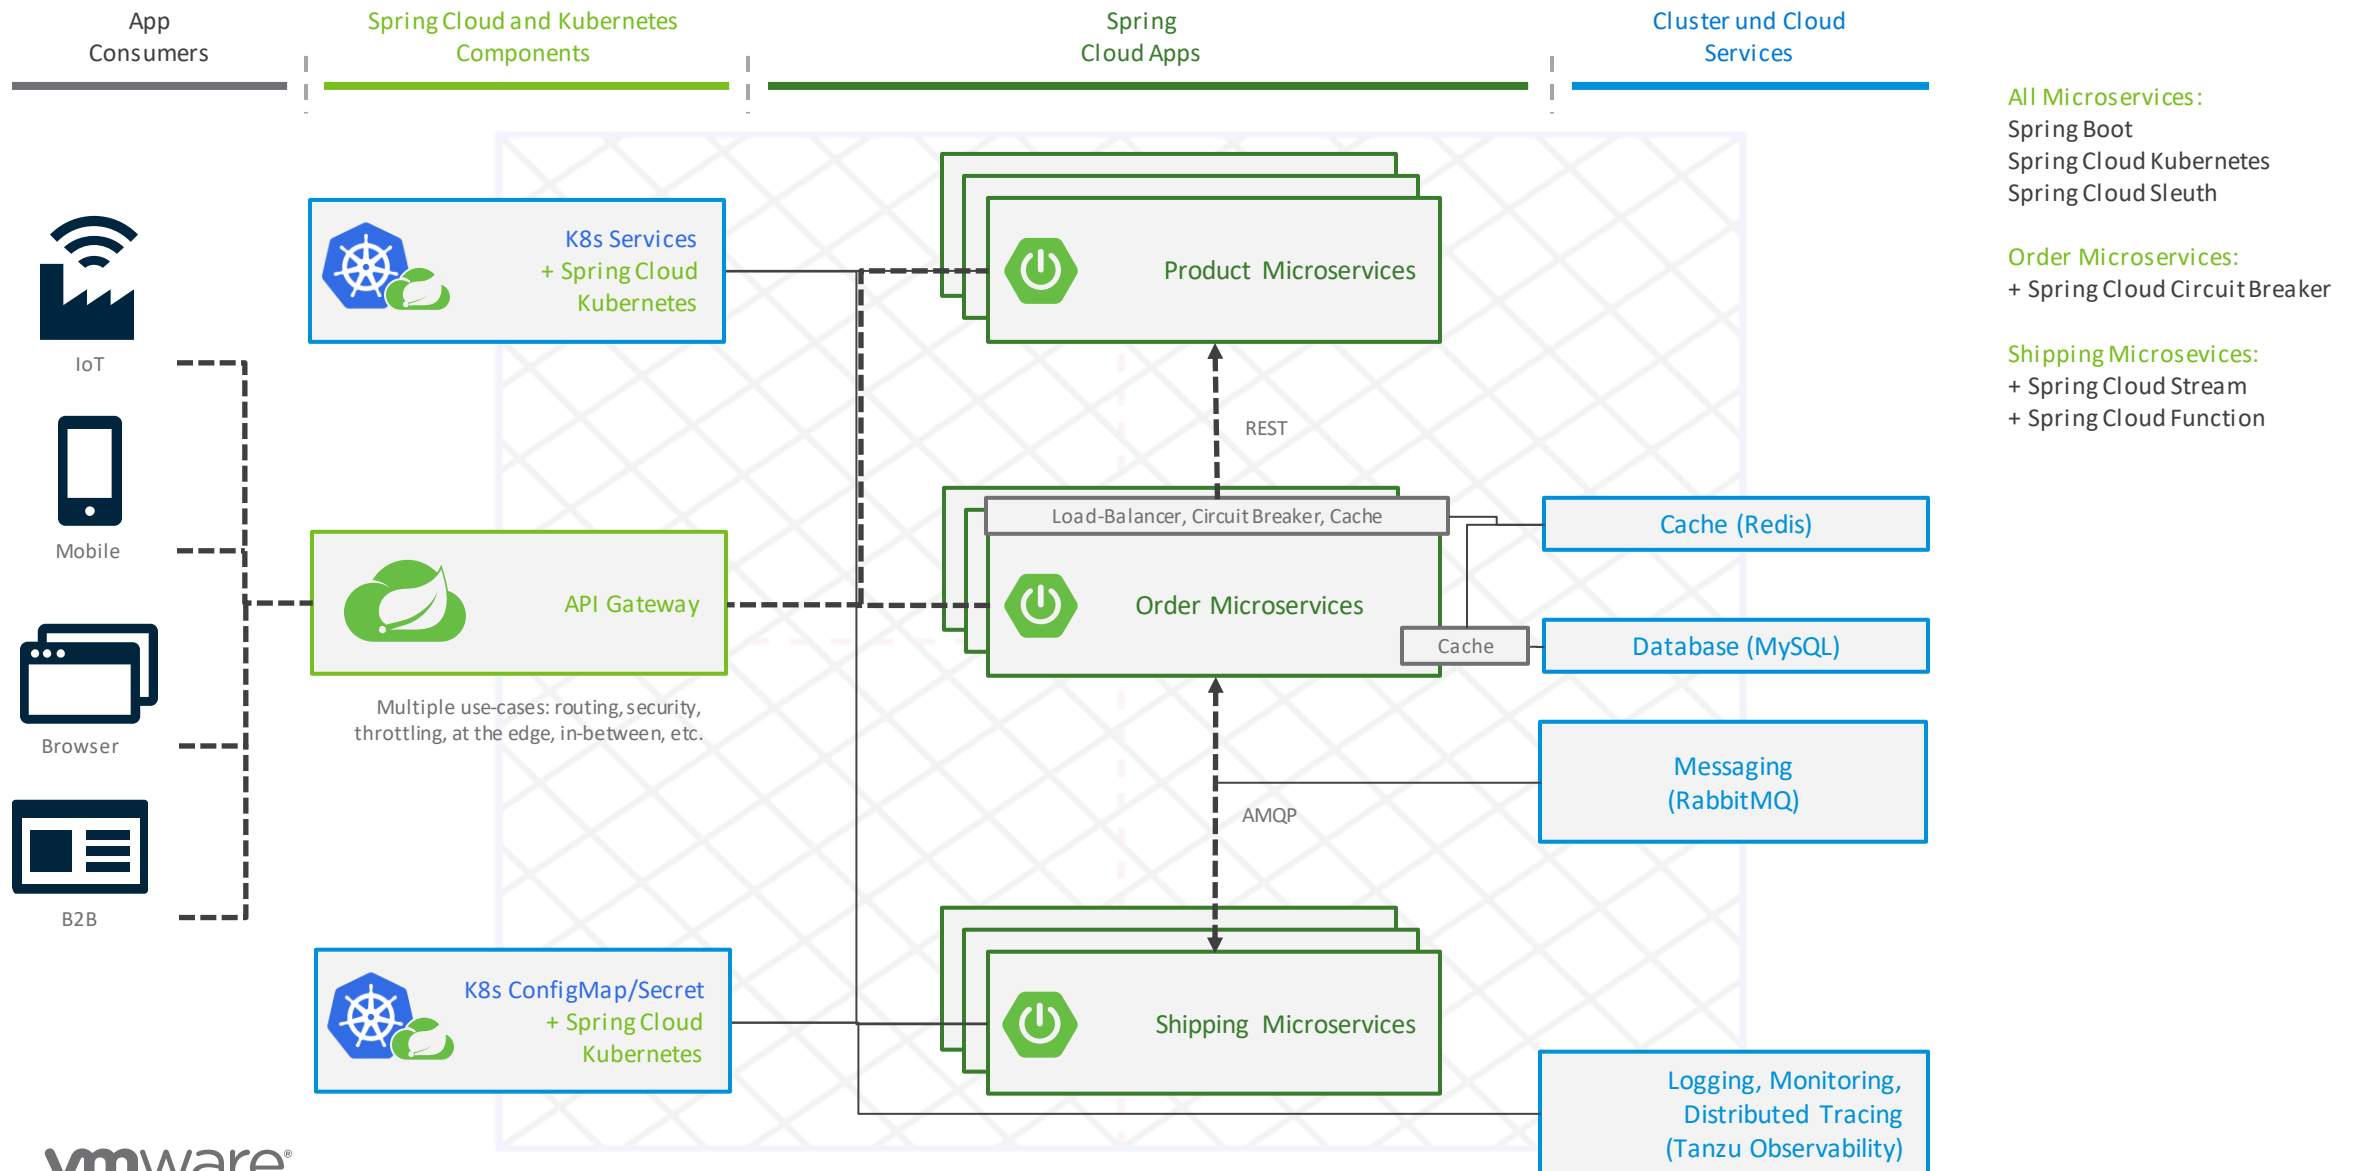 App
Consumers
Spring Cloud and Kubernetes
Components
Spring
Cloud Apps
Cluster und Cloud
Services
All Microservices:
Spring Boot
Spring Cloud Kubernetes
Spring Cloud Sleuth
Order Microservices:
+ Spring Cloud Circuit Breaker
Shipping Microsevices:
+ Spring Cloud Stream
+ Spring Cloud Function
IoT
Mobile
Browser
B2B
K8s Services
+ Spring Cloud
Kubernetes
API Gateway
Multiple use-cases: routing, security,
throttling, at the edge, in-between, etc.
K8s ConfigMap/Secret
+ Spring Cloud
Kubernetes
Product Microservices
REST
Load-Balancer, Circuit Breaker, Cache
Order Microservices
Cache
AMQP
Shipping Microservices
Cache (Redis)
Database (MySQL)
Messaging
(RabbitMQ)
Logging, Monitoring,
Distributed Tracing
(Tanzu Observability)
vmware®